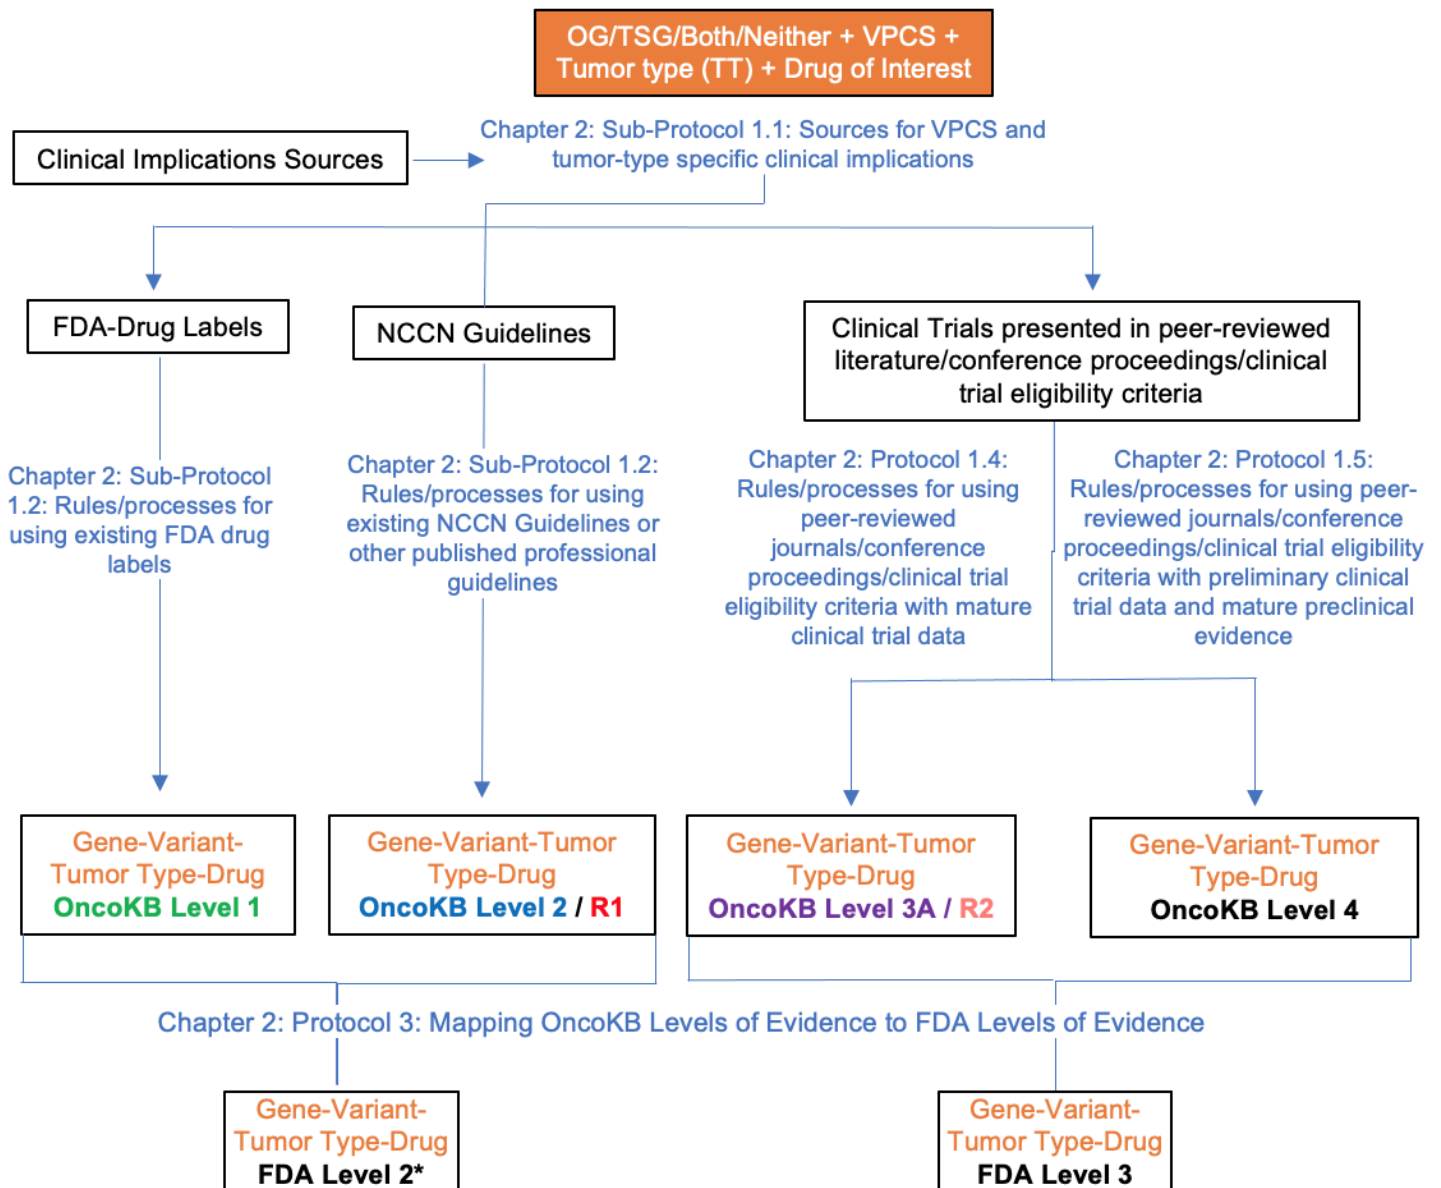 OG/TSG/Both/Neither + VPCS +
Tumor type (TT) + Drug of Interest
Clinical Implications Sources
Chapter 2: Sub-Protocol 1.1: Sources for VPCS and
tumor-type specific clinical implications
FDA-Drug Labels
NCCN Guidelines
Clinical Trials presented in peer-reviewed
literature/conference proceedings/clinical
trial eligibility criteria
Chapter 2: Sub-Protocol
1.2: Rules/processes for
using existing FDA drug
labels
Chapter 2: Sub-Protocol 1.2:
Rules/processes for using
existing NCCN Guidelines or
other published professional
guidelines
Chapter 2: Protocol 1.4:
Rules/processes for using
peer-reviewed
journals/conference
proceedings/clinical trial
eligibility criteria with mature
clinical trial data
Chapter 2: Protocol 1.5:
Rules/processes for using peer-
reviewed journals/conference
proceedings/clinical trial eligibility
criteria with preliminary clinical
trial data and mature preclinical
evidence
Gene-Variant-
Tumor Type-Drug
OncoKB Level 1
Gene-Variant-Tumor
Type-Drug
OncoKB Level 2 / R1
Gene-Variant-Tumor
Type-Drug
OncoKB Level 3A / R2
Gene-Variant-Tumor
Type-Drug
OncoKB Level 4
Chapter 2: Protocol 3: Mapping OncoKB Levels of Evidence to FDA Levels of Evidence
Gene-Variant-
Tumor Type-Drug
FDA Level 2*
Gene-Variant-
Tumor Type-Drug
FDA Level 3